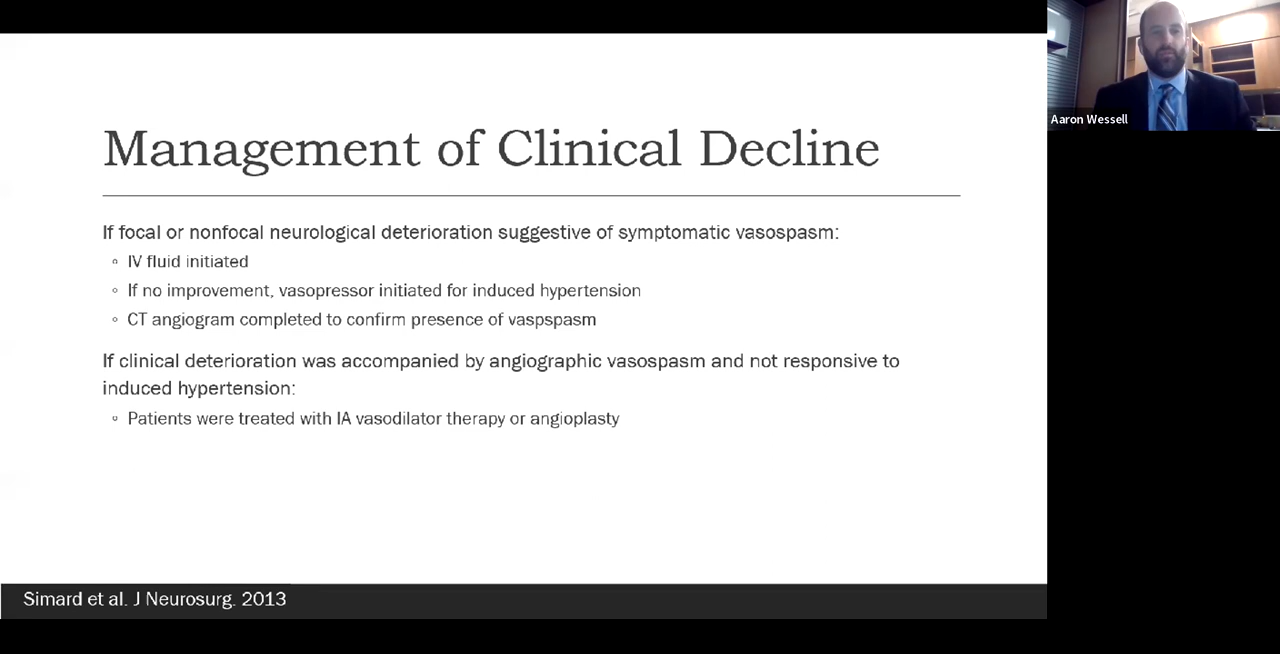 Management of Clinical Decline
If focal or nonfocal neurological deterioration suggestive of symptomatic vasospasm:
◦ IV fluid initiated
◦ If no improvement, vasopressor initiated for induced hypertension
◦ CT angiogram completed to confirm presence of vaspspasm
If clinical deterioration was accompanied by angiographic vasospasm and not responsive to
induced hypertension:
◦ Patients were treated with IA vasodilator therapy or angioplasty
Simard et al. J Neurosurg. 2013
Aaron Wessell